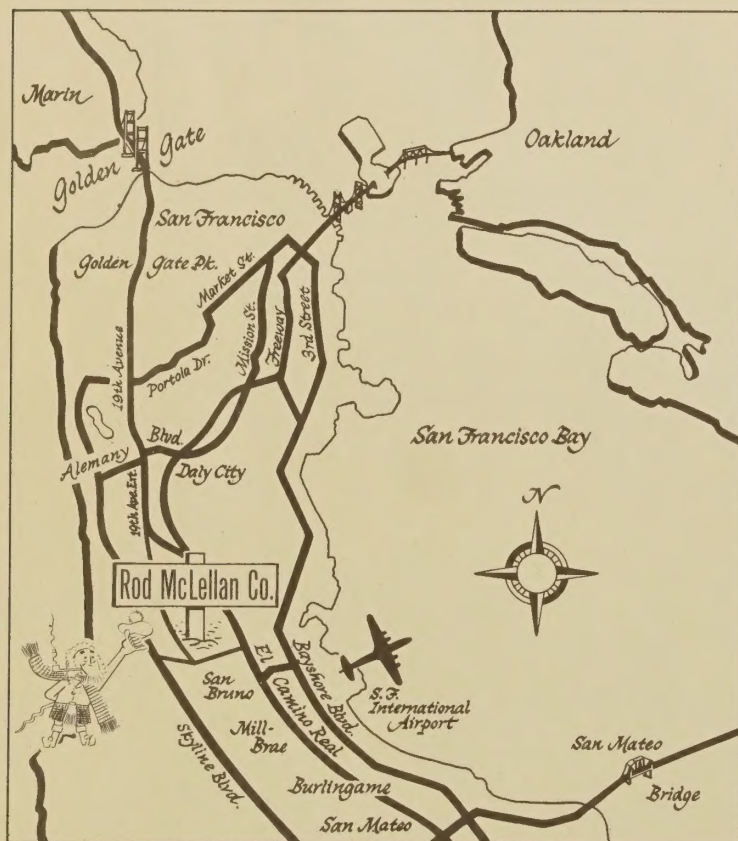 Marin
Golden Gate
Oakland
San Francisco
Golden Gate Pk.
Market St.
Mission St.
Freeway
3rd Street
19th Avenue
Portola Dr.
San Francisco Bay
Alemany Blvd.
Daly City
19th Ave. Ext.
N
Rod McLellan Co.
San
Bruno
El Camino Real
Bayshore Blvd.
S.F.
International
Airport
Mill-
Brae
Skyline Blvd.
San Mateo
Bridge
Burlingame
San Mateo